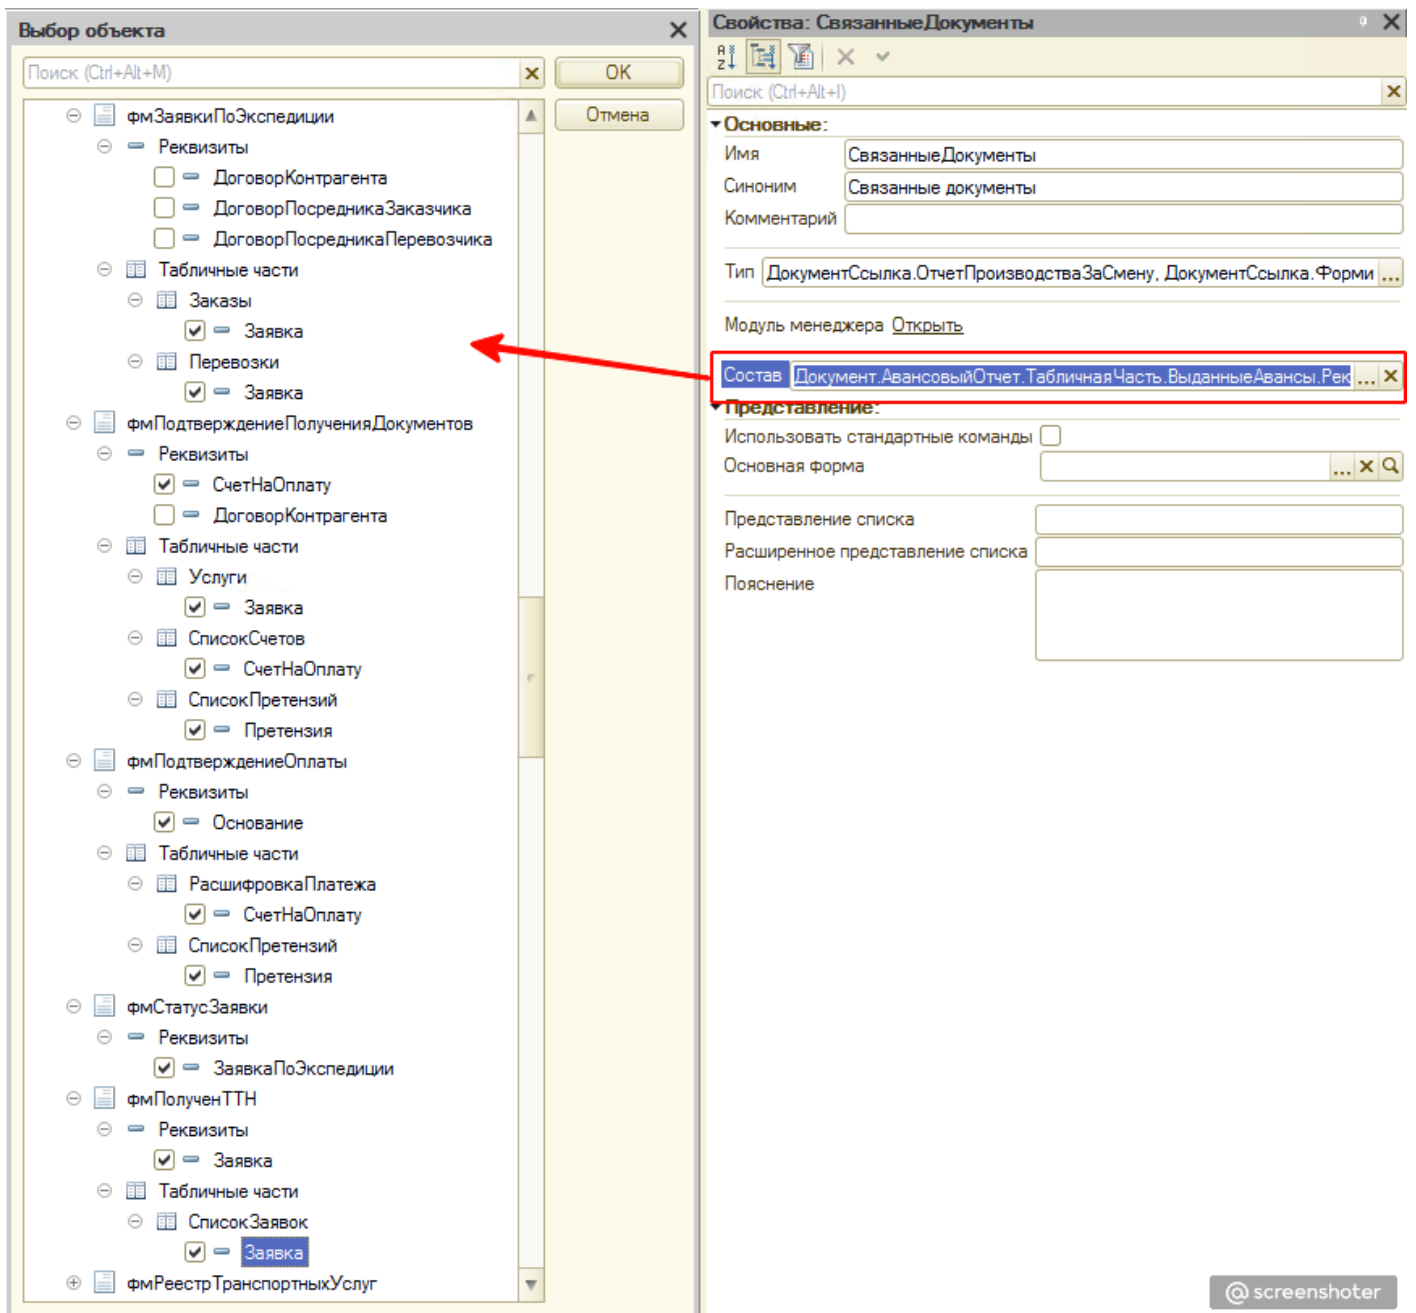 Выбор объекта
Поиск (Ctrl+Alt+M)
OK
Отмена
фмЗаявкиПоЭкспедиции
Реквизиты
ДоговорКонтрагента
ДоговорПосредникаЗаказчика
ДоговорПосредникаПеревозчика
Табличные части
Заказы
Заявка
Перевозки
Заявка
фмПодтверждениеПолученияДокументов
Реквизиты
СчетНаОплату
ДоговорКонтрагента
Табличные части
Услуги
Заявка
СписокСчетов
СчетНаОплату
СписокПретензий
Претензия
фмПодтверждениеОплаты
Реквизиты
Основание
Табличные части
РасшифровкаПлатежа
СчетНаОплату
СписокПретензий
Претензия
фмСтатусЗаявки
Реквизиты
ЗаявкаПоЭкспедиции
фмПолученТТН
Реквизиты
Заявка
Табличные части
СписокЗаявок
Заявка
фмРеестрТранспортныхУслуг
Свойства: СвязанныеДокументы
Поиск (Ctrl+Alt+I)
Основные:
Имя СвязанныеДокументы
Синоним Связанные документы
Комментарий
Тип ДокументСсылка.ОтчетПроизводстваЗаСмену, ДокументСсылка.Форми ...
Модуль менеджера Открыть
Состав Документ.АвансовыйОтчет.ТабличнаяЧасть.ВыданныеАвансы.Рек ...
Представление:
Использовать стандартные команды
Основная форма ...
Представление списка
Расширенное представление списка
Пояснение
@screenshoter